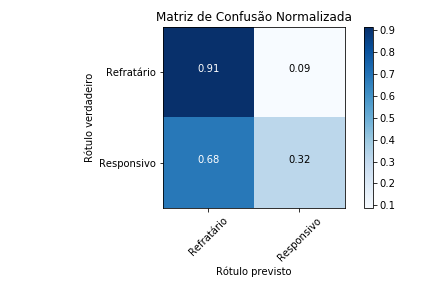 Matriz de Confusão Normalizada
Rótulo verdadeiro
Refratário
0.91
0.09
Responsivo
0.68
0.32
Refratário
Responsivo
Rótulo previsto
0.9
0.8
0.7
0.6
0.5
0.4
0.3
0.2
0.1